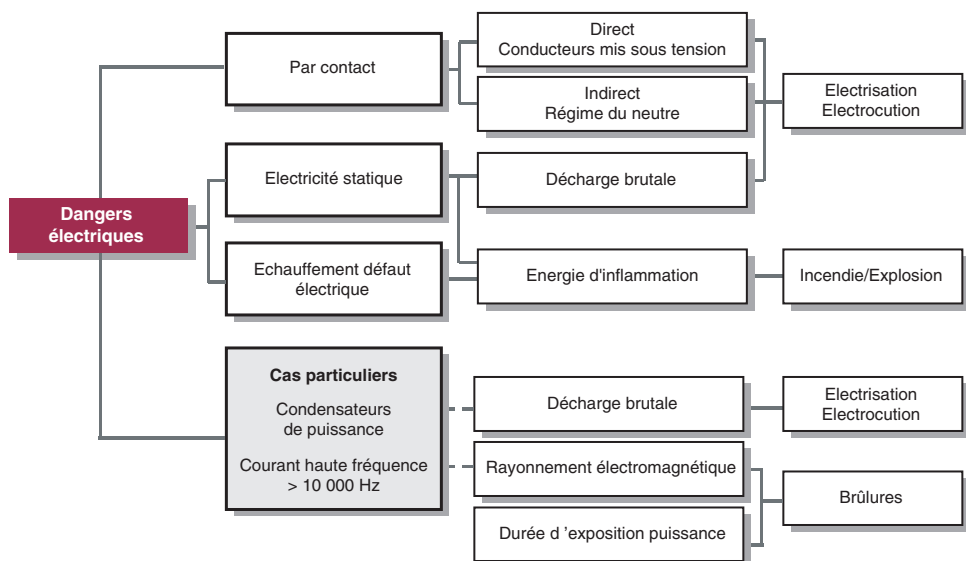 Dangers
électriques
Par contact
Direct
Conducteurs mis sous tension
Indirect
Régime du neutre
Electrisation
Electrocution
Electricité statique
Décharge brutale
Echauffement défaut
électrique
Energie d'inflammation
Incendie/Explosion
Cas particuliers
Condensateurs
de puissance
Courant haute fréquence
> 10 000 Hz
Décharge brutale
Electrisation
Electrocution
Rayonnement électromagnétique
Durée d ’exposition puissance
Brûlures